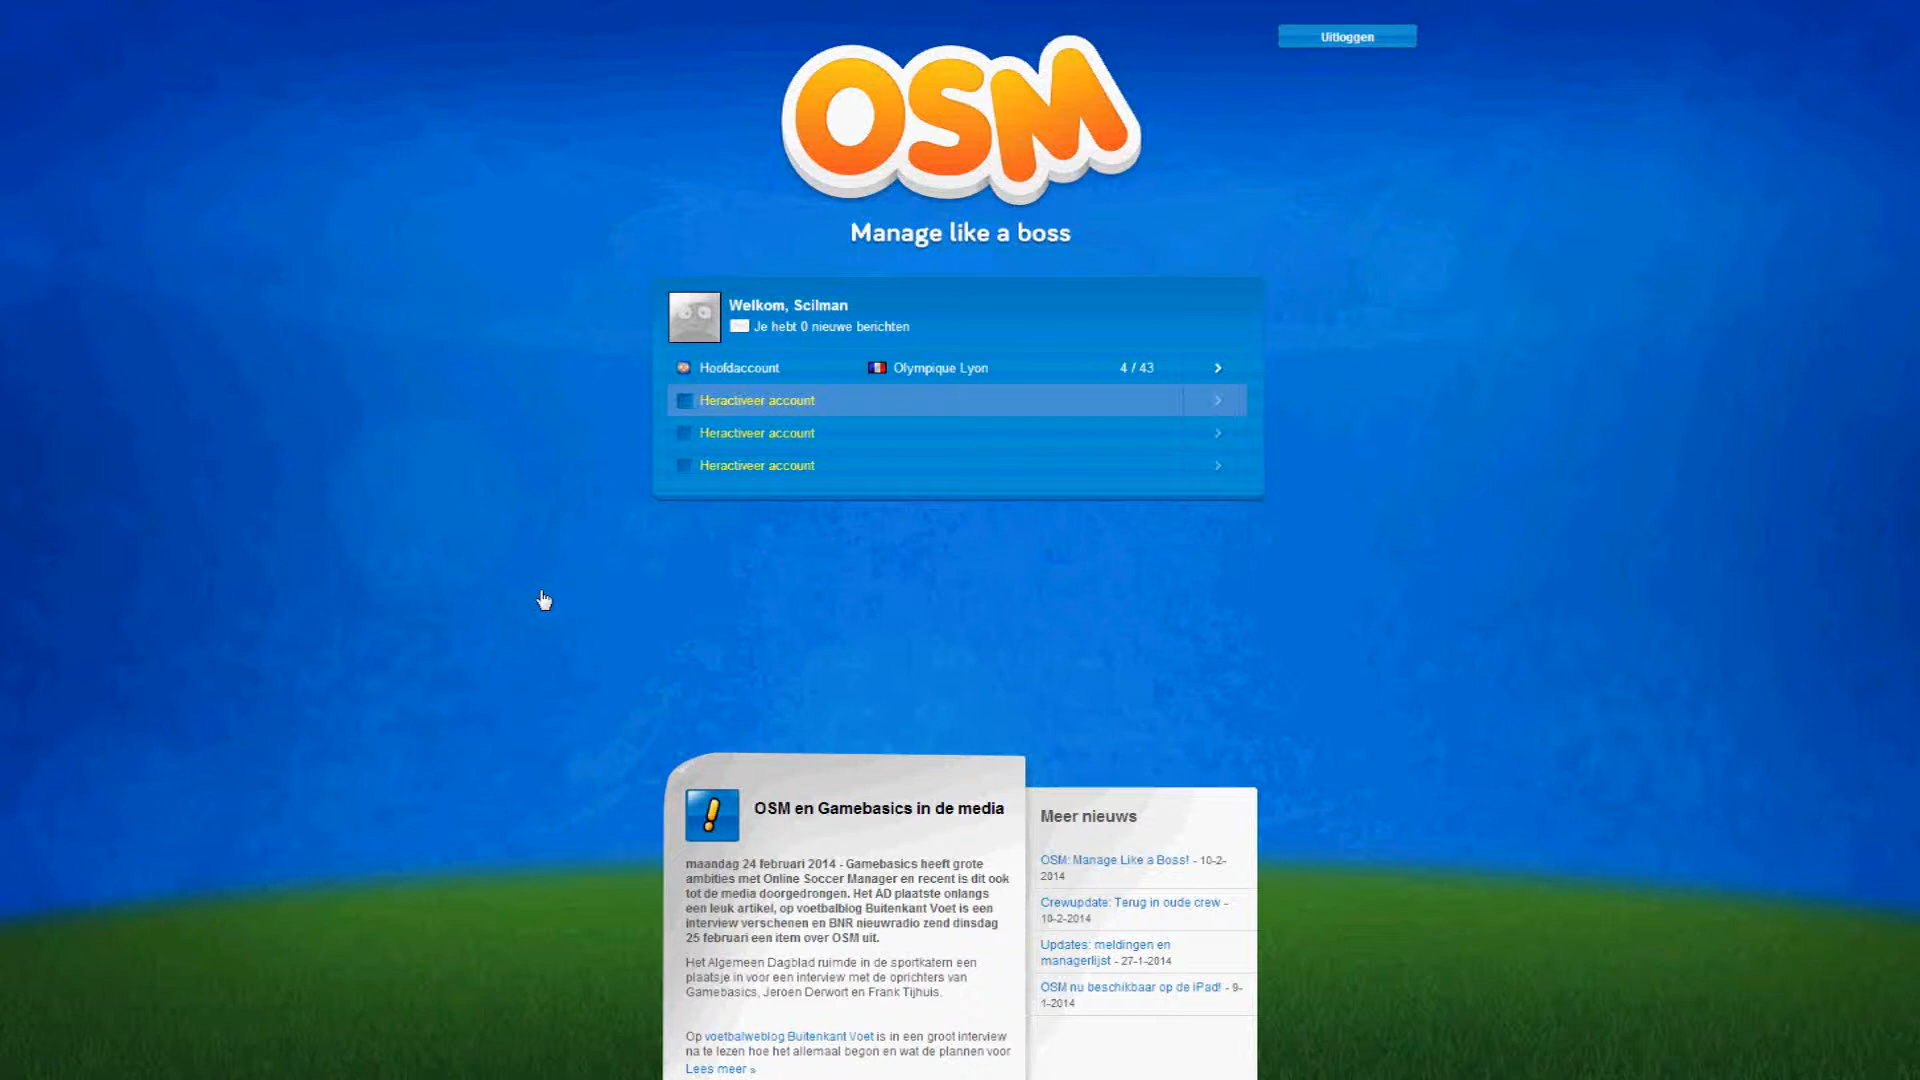 Uitloggen
OSM
Manage like a boss
Welkom, Scilman
Je hebt 0 nieuwe berichten
Hoofdaccount Olympique Lyon 4 / 43
Heractiveer account
Heractiveer account
Heractiveer account
OSM en Gamebasics in de media
maandag 24 februari 2014 - Gamebasics heeft grote
ambities met Online Soccer Manager en recent is dit ook
tot de media doorgedrongen. Het AD plaatste onlangs
een leuk artikel, op voetbalblog Buitenkant Voet is een
interview verschenen en BNR nieuwradio zend dinsdag
25 februari een item over OSM uit.
Het Algemeen Dagblad ruimde in de sportkatern een
plaatsje in voor een interview met de oprichters van
Gamebasics, Jeroen Derwort en Frank Tijhuis.
Op voetbalweblog Buitenkant Voet is in een groot interview
na te lezen hoe het allemaal begon en wat de plannen voor
Lees meer »
Meer nieuws
OSM: Manage Like a Boss! - 10-2-
2014
Crewupdate: Terug in oude crew -
10-2-2014
Updates: meldingen en
managerlijst - 27-1-2014
OSM nu beschikbaar op de iPad! - 9-
1-2014